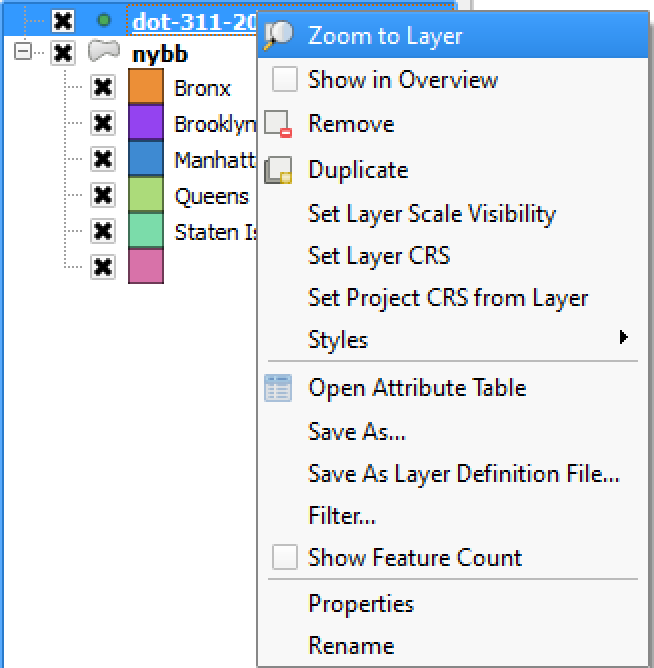 dot-311-20
nybb
Bronx
Brooklyn
Manhatt
Queens
Staten Is
Zoom to Layer
Show in Overview
Remove
Duplicate
Set Layer Scale Visibility
Set Layer CRS
Set Project CRS from Layer
Styles
Open Attribute Table
Save As...
Save As Layer Definition File...
Filter...
Show Feature Count
Properties
Rename